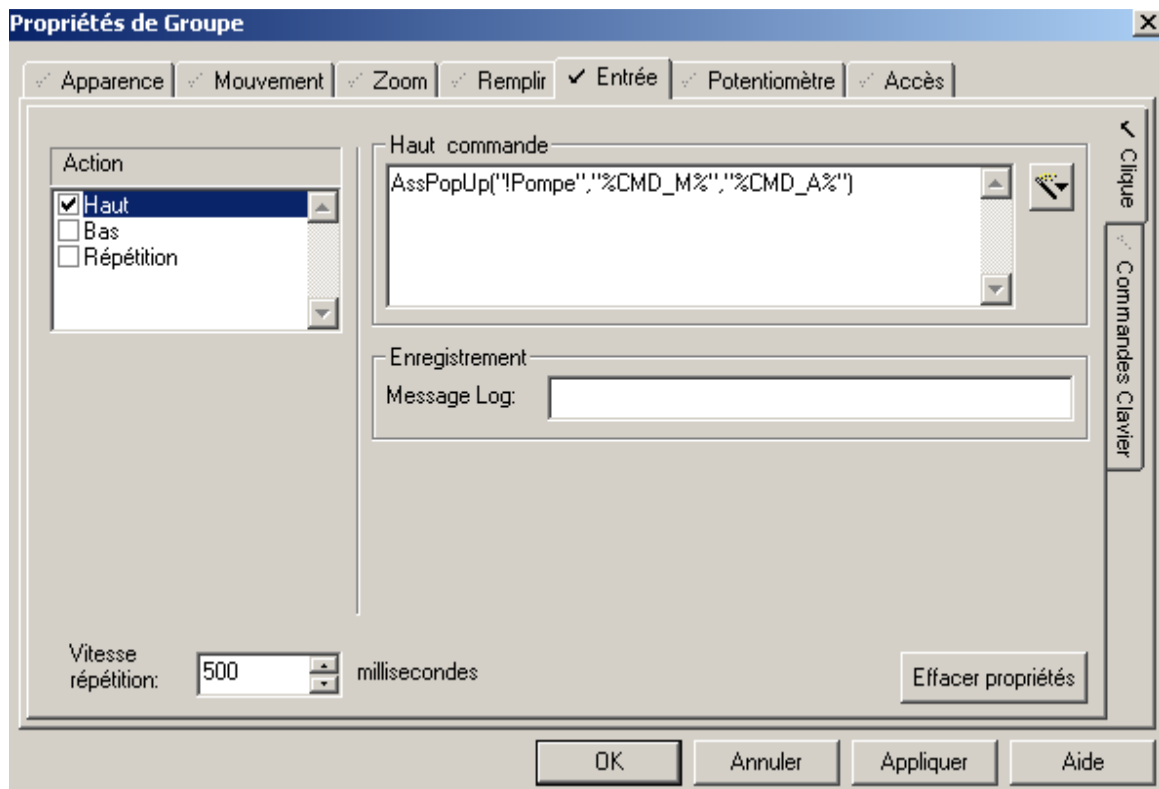 Propriétés de Groupe
Apparence Mouvement Zoom Remplir Entrée Potentiomètre Accès
Action
Haut
Bas
Répétition
Haut commande
AssPopUp("!Pompe","%CMD_M%","%CMD_A%")
Enregistrement
Message Log:
Vitesse
répétition:
500
millisecondes
Effacer propriétés
Clique
Commandes Clavier
OK Annuler Appliquer Aide